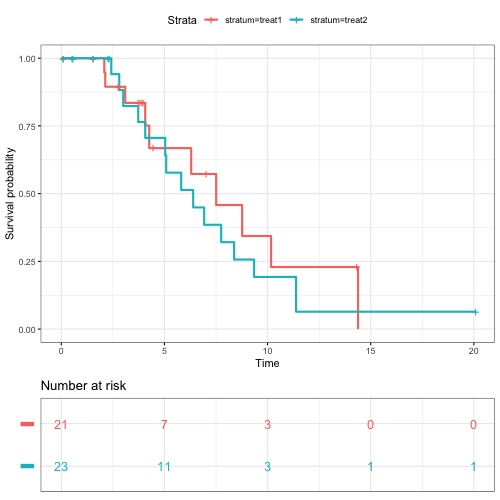 Strata stratum=treat1 stratum=treat2
1.00
0.75
0.50
0.25
0.00
Survival probability
0 5 10 15 20
Time
Number at risk
21 7 3 0 0
23 11 3 1 1